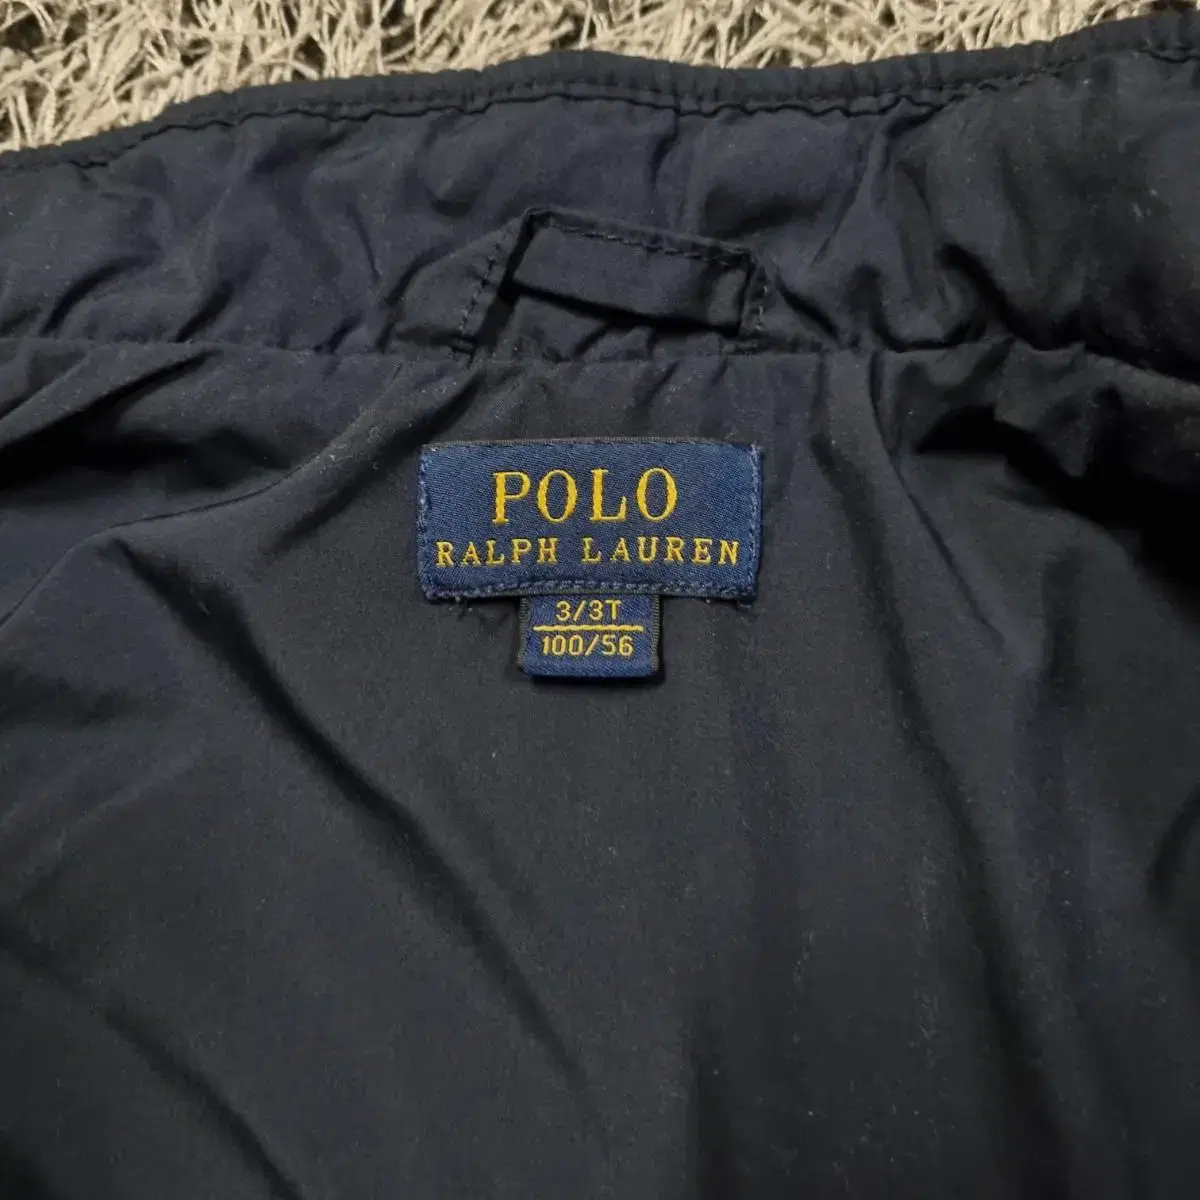 POLO
RALPH LAUREN
3/3T
100/56